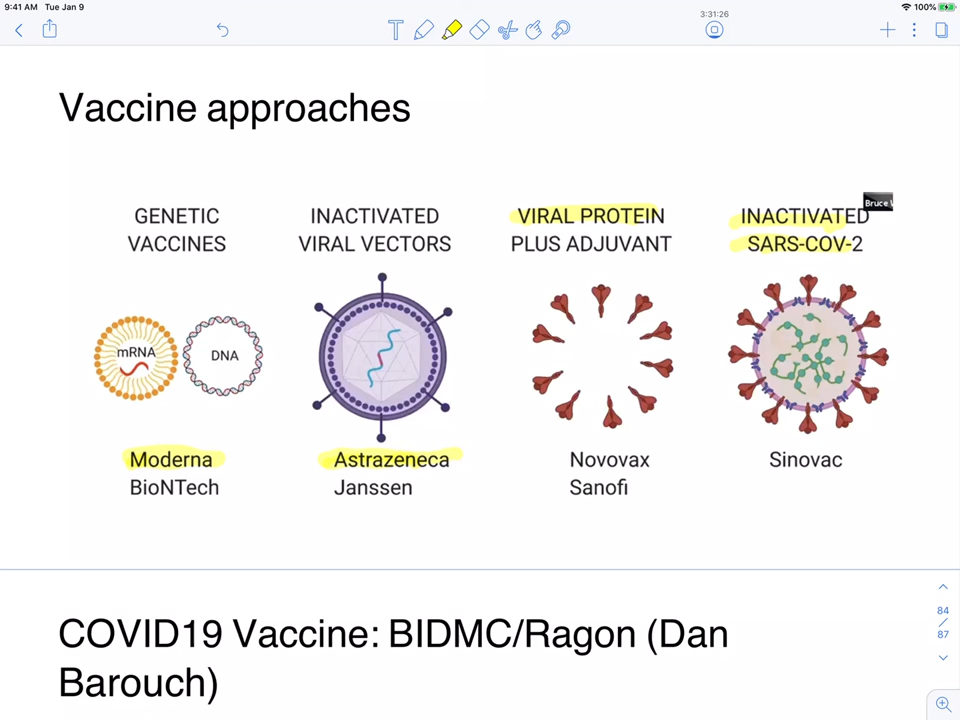 9:41 AM Tue Jan 9
3:31:26
100%
T
Vaccine approaches
Bruce
GENETIC
VACCINES
INACTIVATED
VIRAL VECTORS
VIRAL PROTEIN
PLUS ADJUVANT
INACTIVATED
SARS-COV-2
mRNA
DNA
Moderna
BioNTech
Astrazeneca
Janssen
Novovax
Sanofi
Sinovac
84
/
87
COVID19 Vaccine: BIDMC/Ragon (Dan
Barouch)